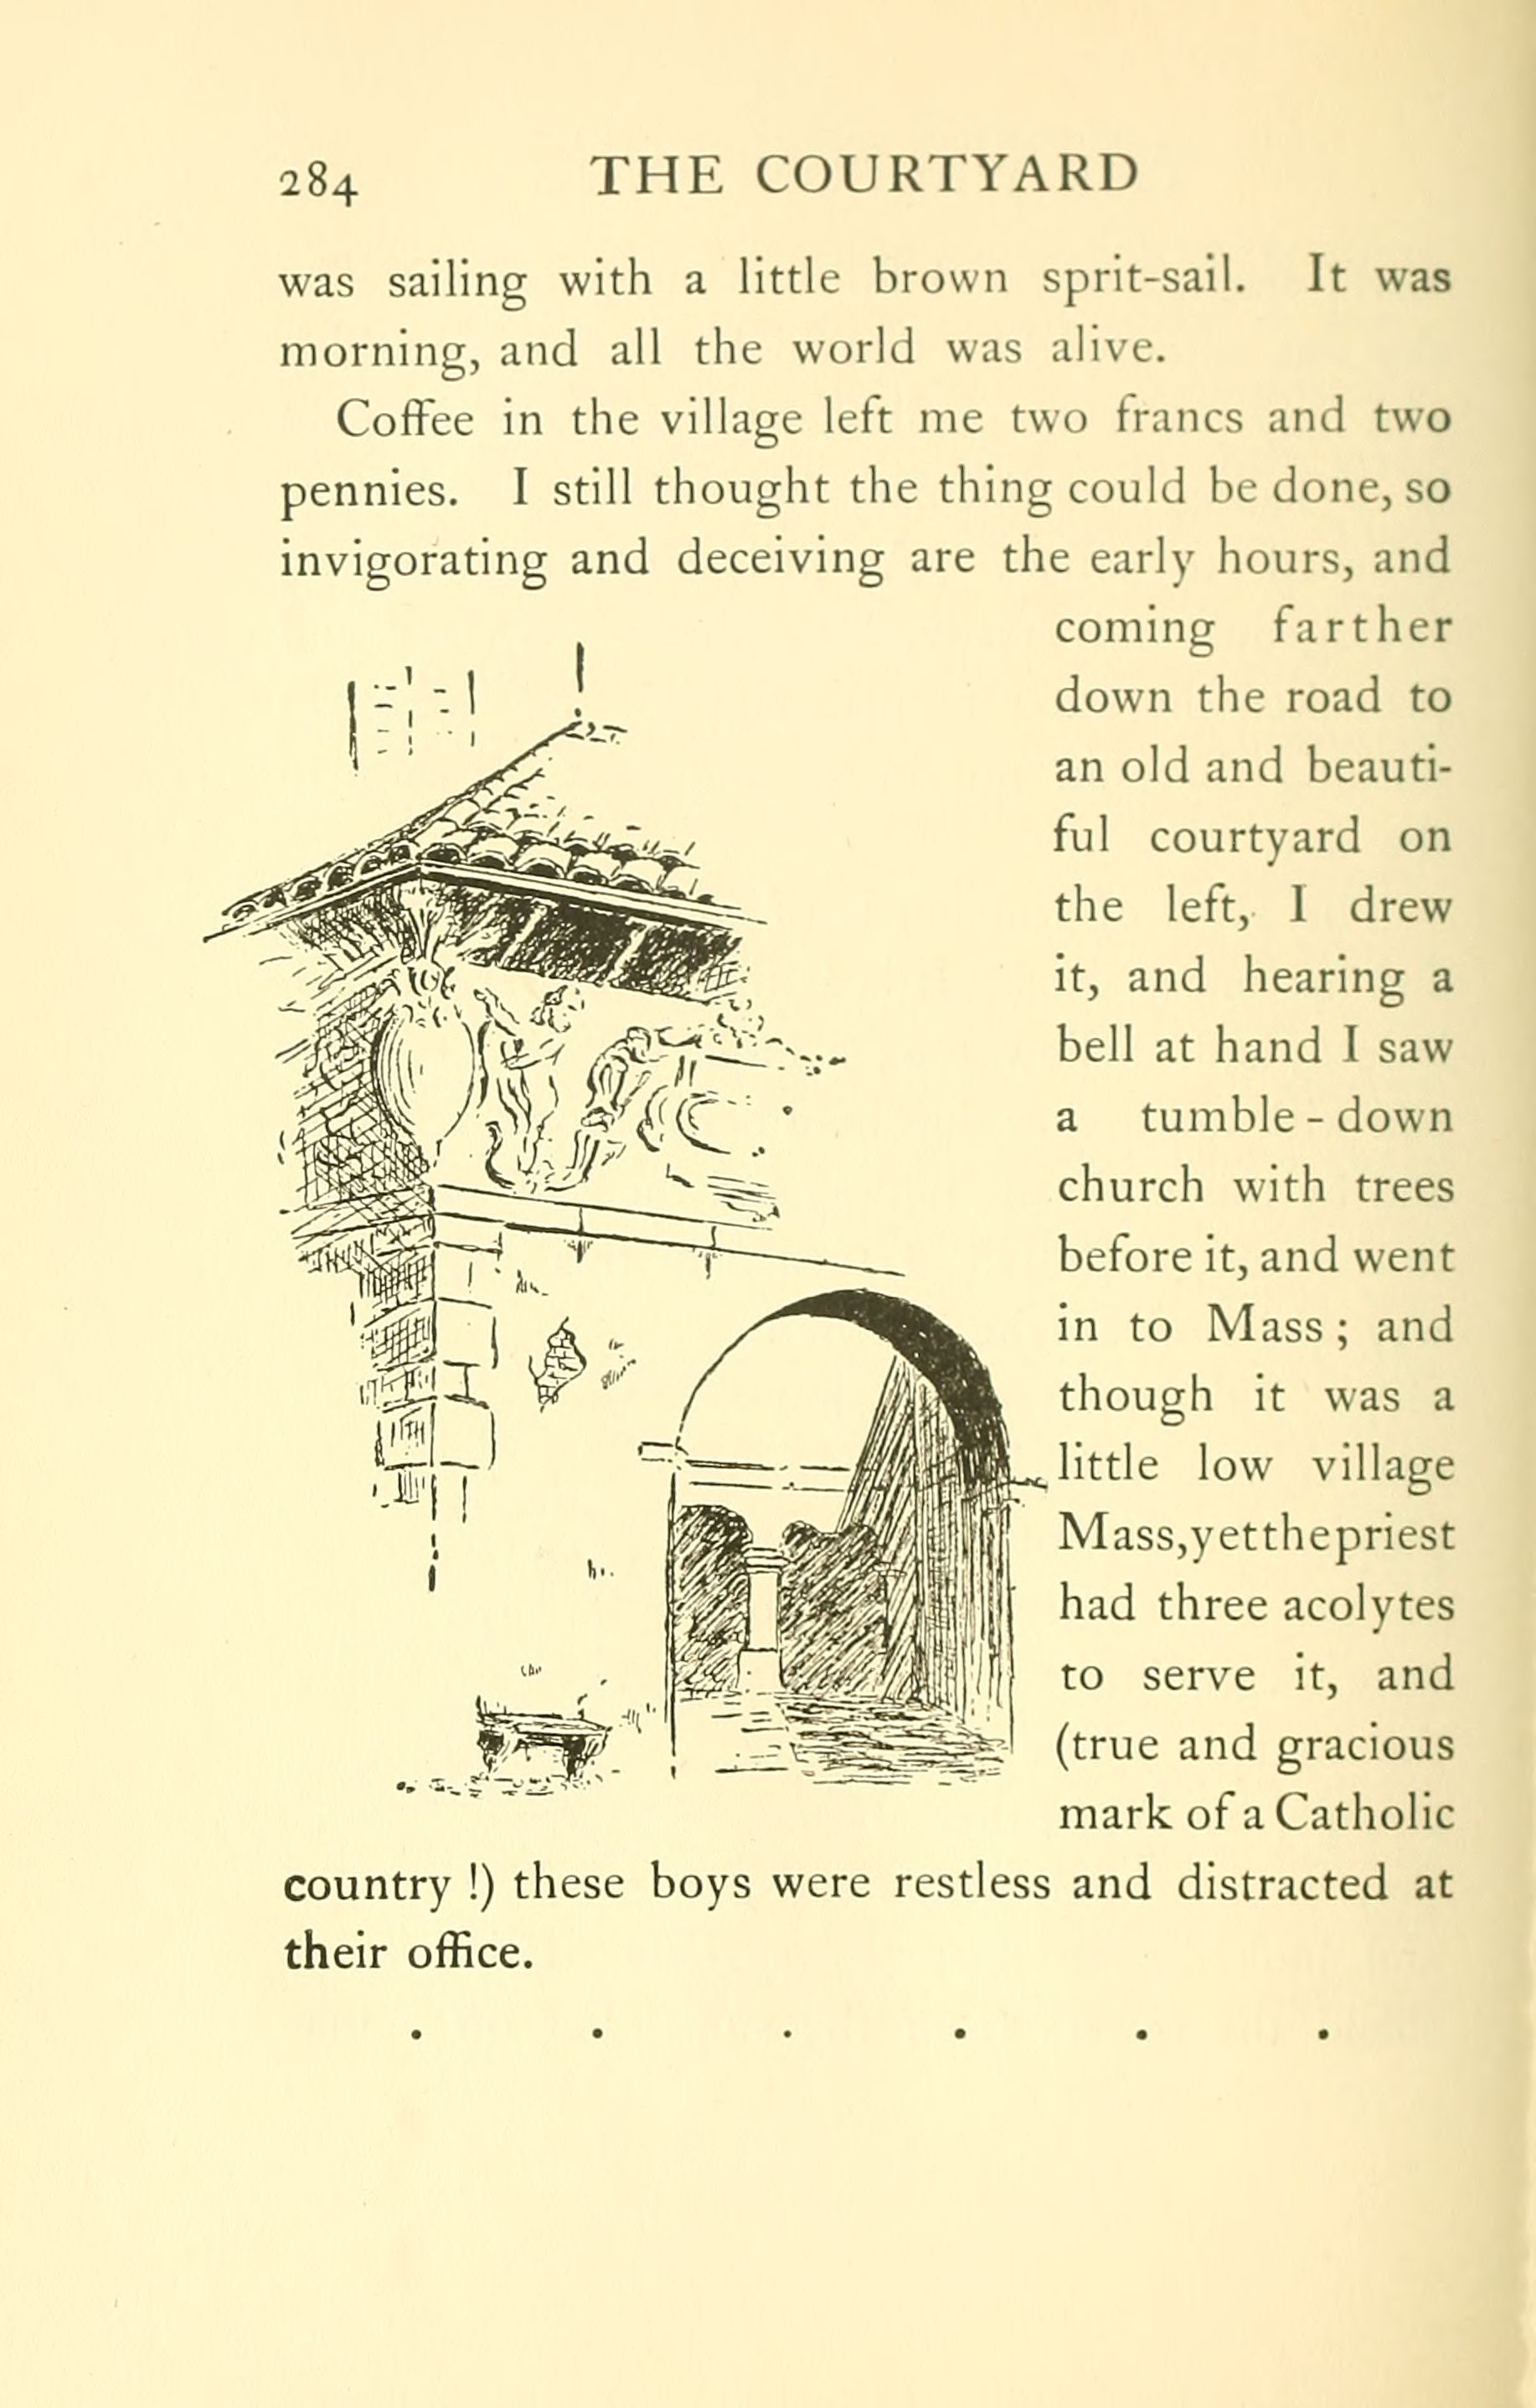 284 THE COURTYARD
was sailing with a little brown sprit-sail. It was
morning, and all the world was alive.
Coffee in the village left me two francs and two
pennies. I still thought the thing could be done, so
invigorating and deceiving are the early hours, and
coming farther
down the road to
an old and beauti-
ful courtyard on
the left, I drew
it, and hearing a
bell at hand I saw
a tumble-down
church with trees
before it, and went
in to Mass; and
though it was a
little low village
Mass, yet the priest
had three acolytes
to serve it, and
(true and gracious
mark of a Catholic
country!) these boys were restless and distracted at
their office.
. . . . . .